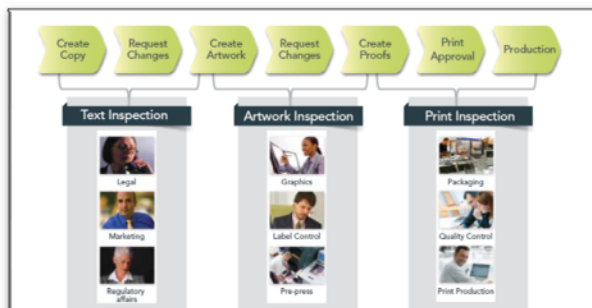 Create
Copy
Request
Changes
Create
Artwork
Request
Changes
Create
Proofs
Print
Approval
Production
Text Inspection
Artwork Inspection
Print Inspection
Legal
Graphics
Packaging
Marketing
Label Control
Quality Control
Regulatory
affairs
Pre-press
Print Production